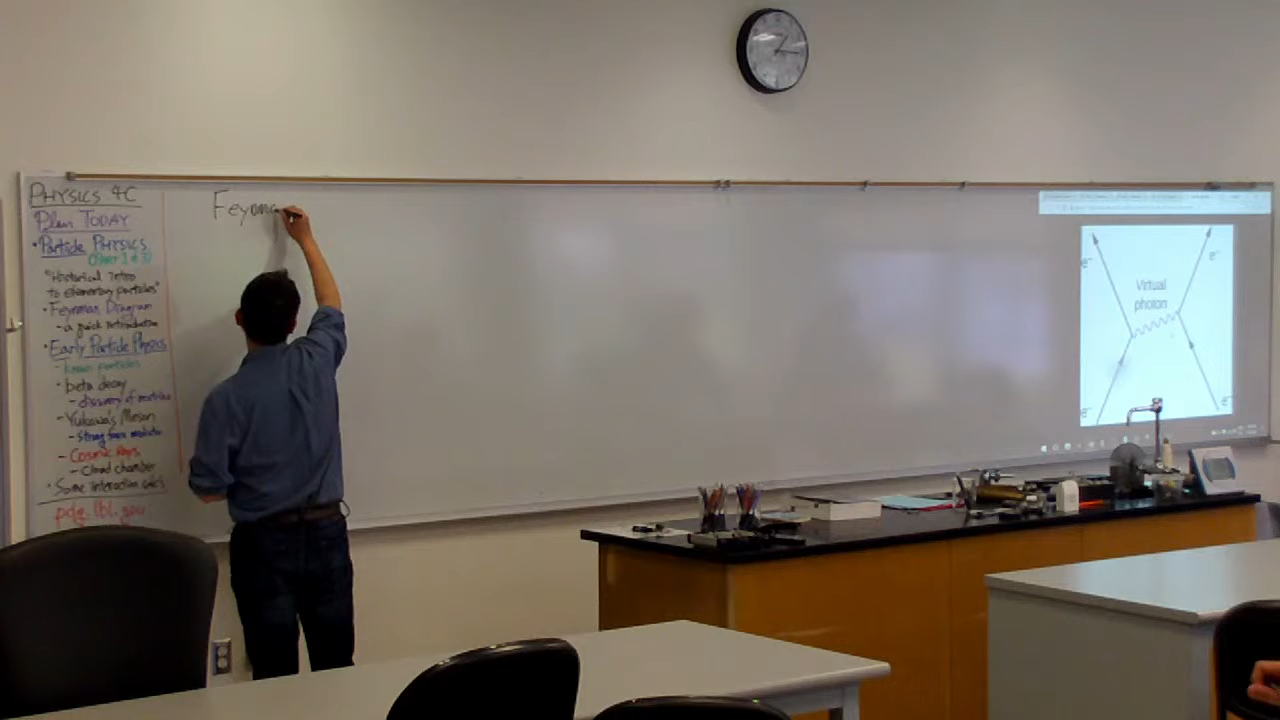 PHYSICS 4C
Plan TODAY
• Particle PHYSICS
"Historical Intro
to elementary particles"
• Feynman Diagram
- a quick introduction
• Early Particle Physics
- known particles
• beta decay
- discovery of neutrino
- Yukawa's Meson
- strong force mediator
- Cosmic Rays
- cloud chamber
• Some interaction
pdg.lbl.gov
Feynma
e⁻ e⁻
Virtual
photon
e⁻ e⁻